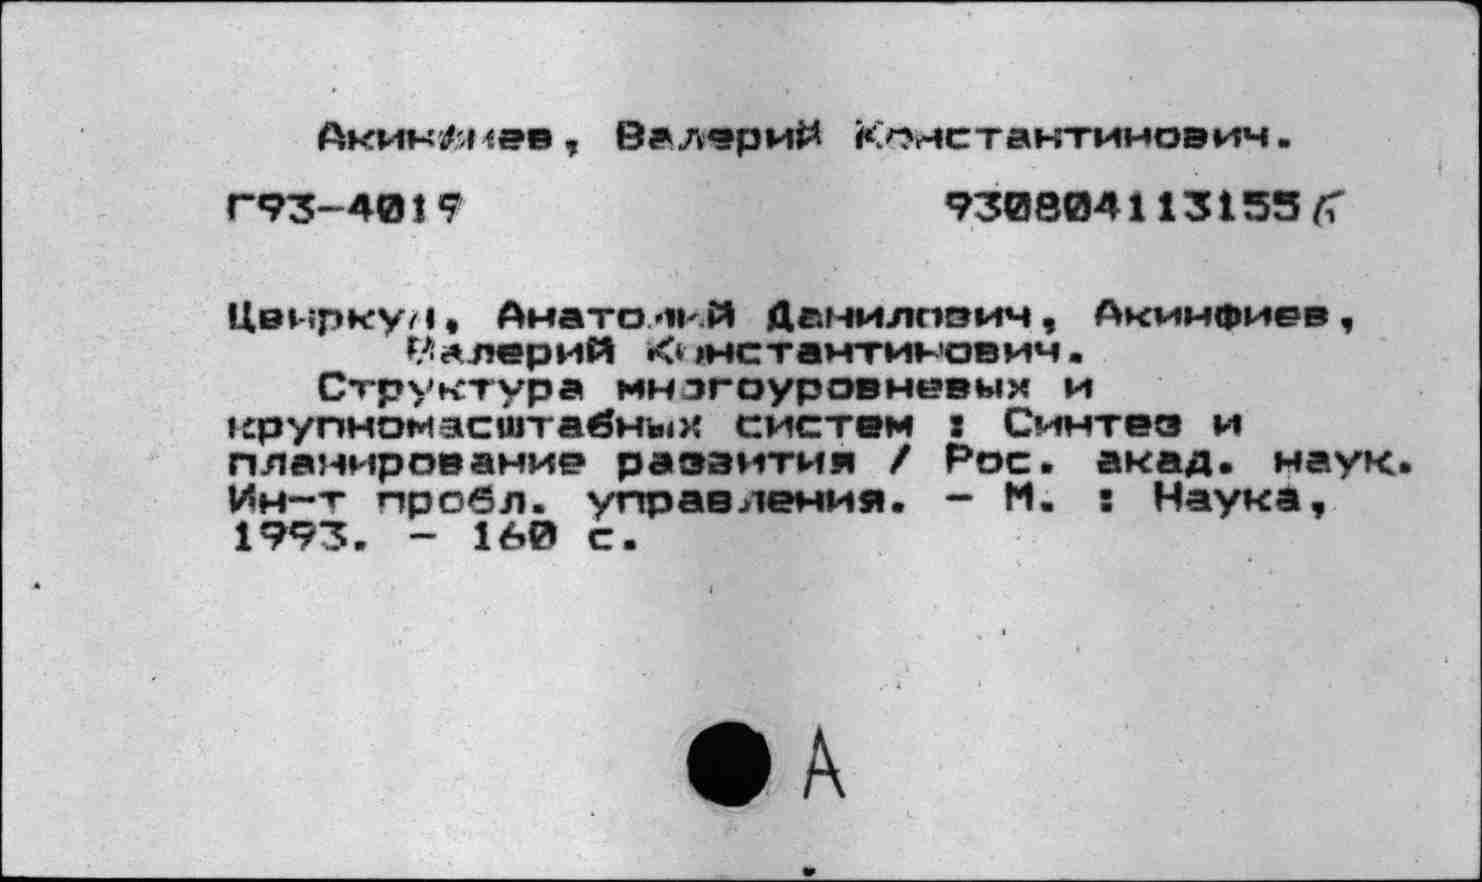 Акинфиев, Валерий Константинович.
Г93-4019 930804113155
Цвиркун, Анатолий Данилович, Акинфиев,
Валерий Константинович.
Структура многоуровневых и
крупномасштабных систем : Синтез и
планирование развития / Рос. акад. наук.
Ин-т пробл. управления. - М. : Наука,
1993. - 160 с.
А